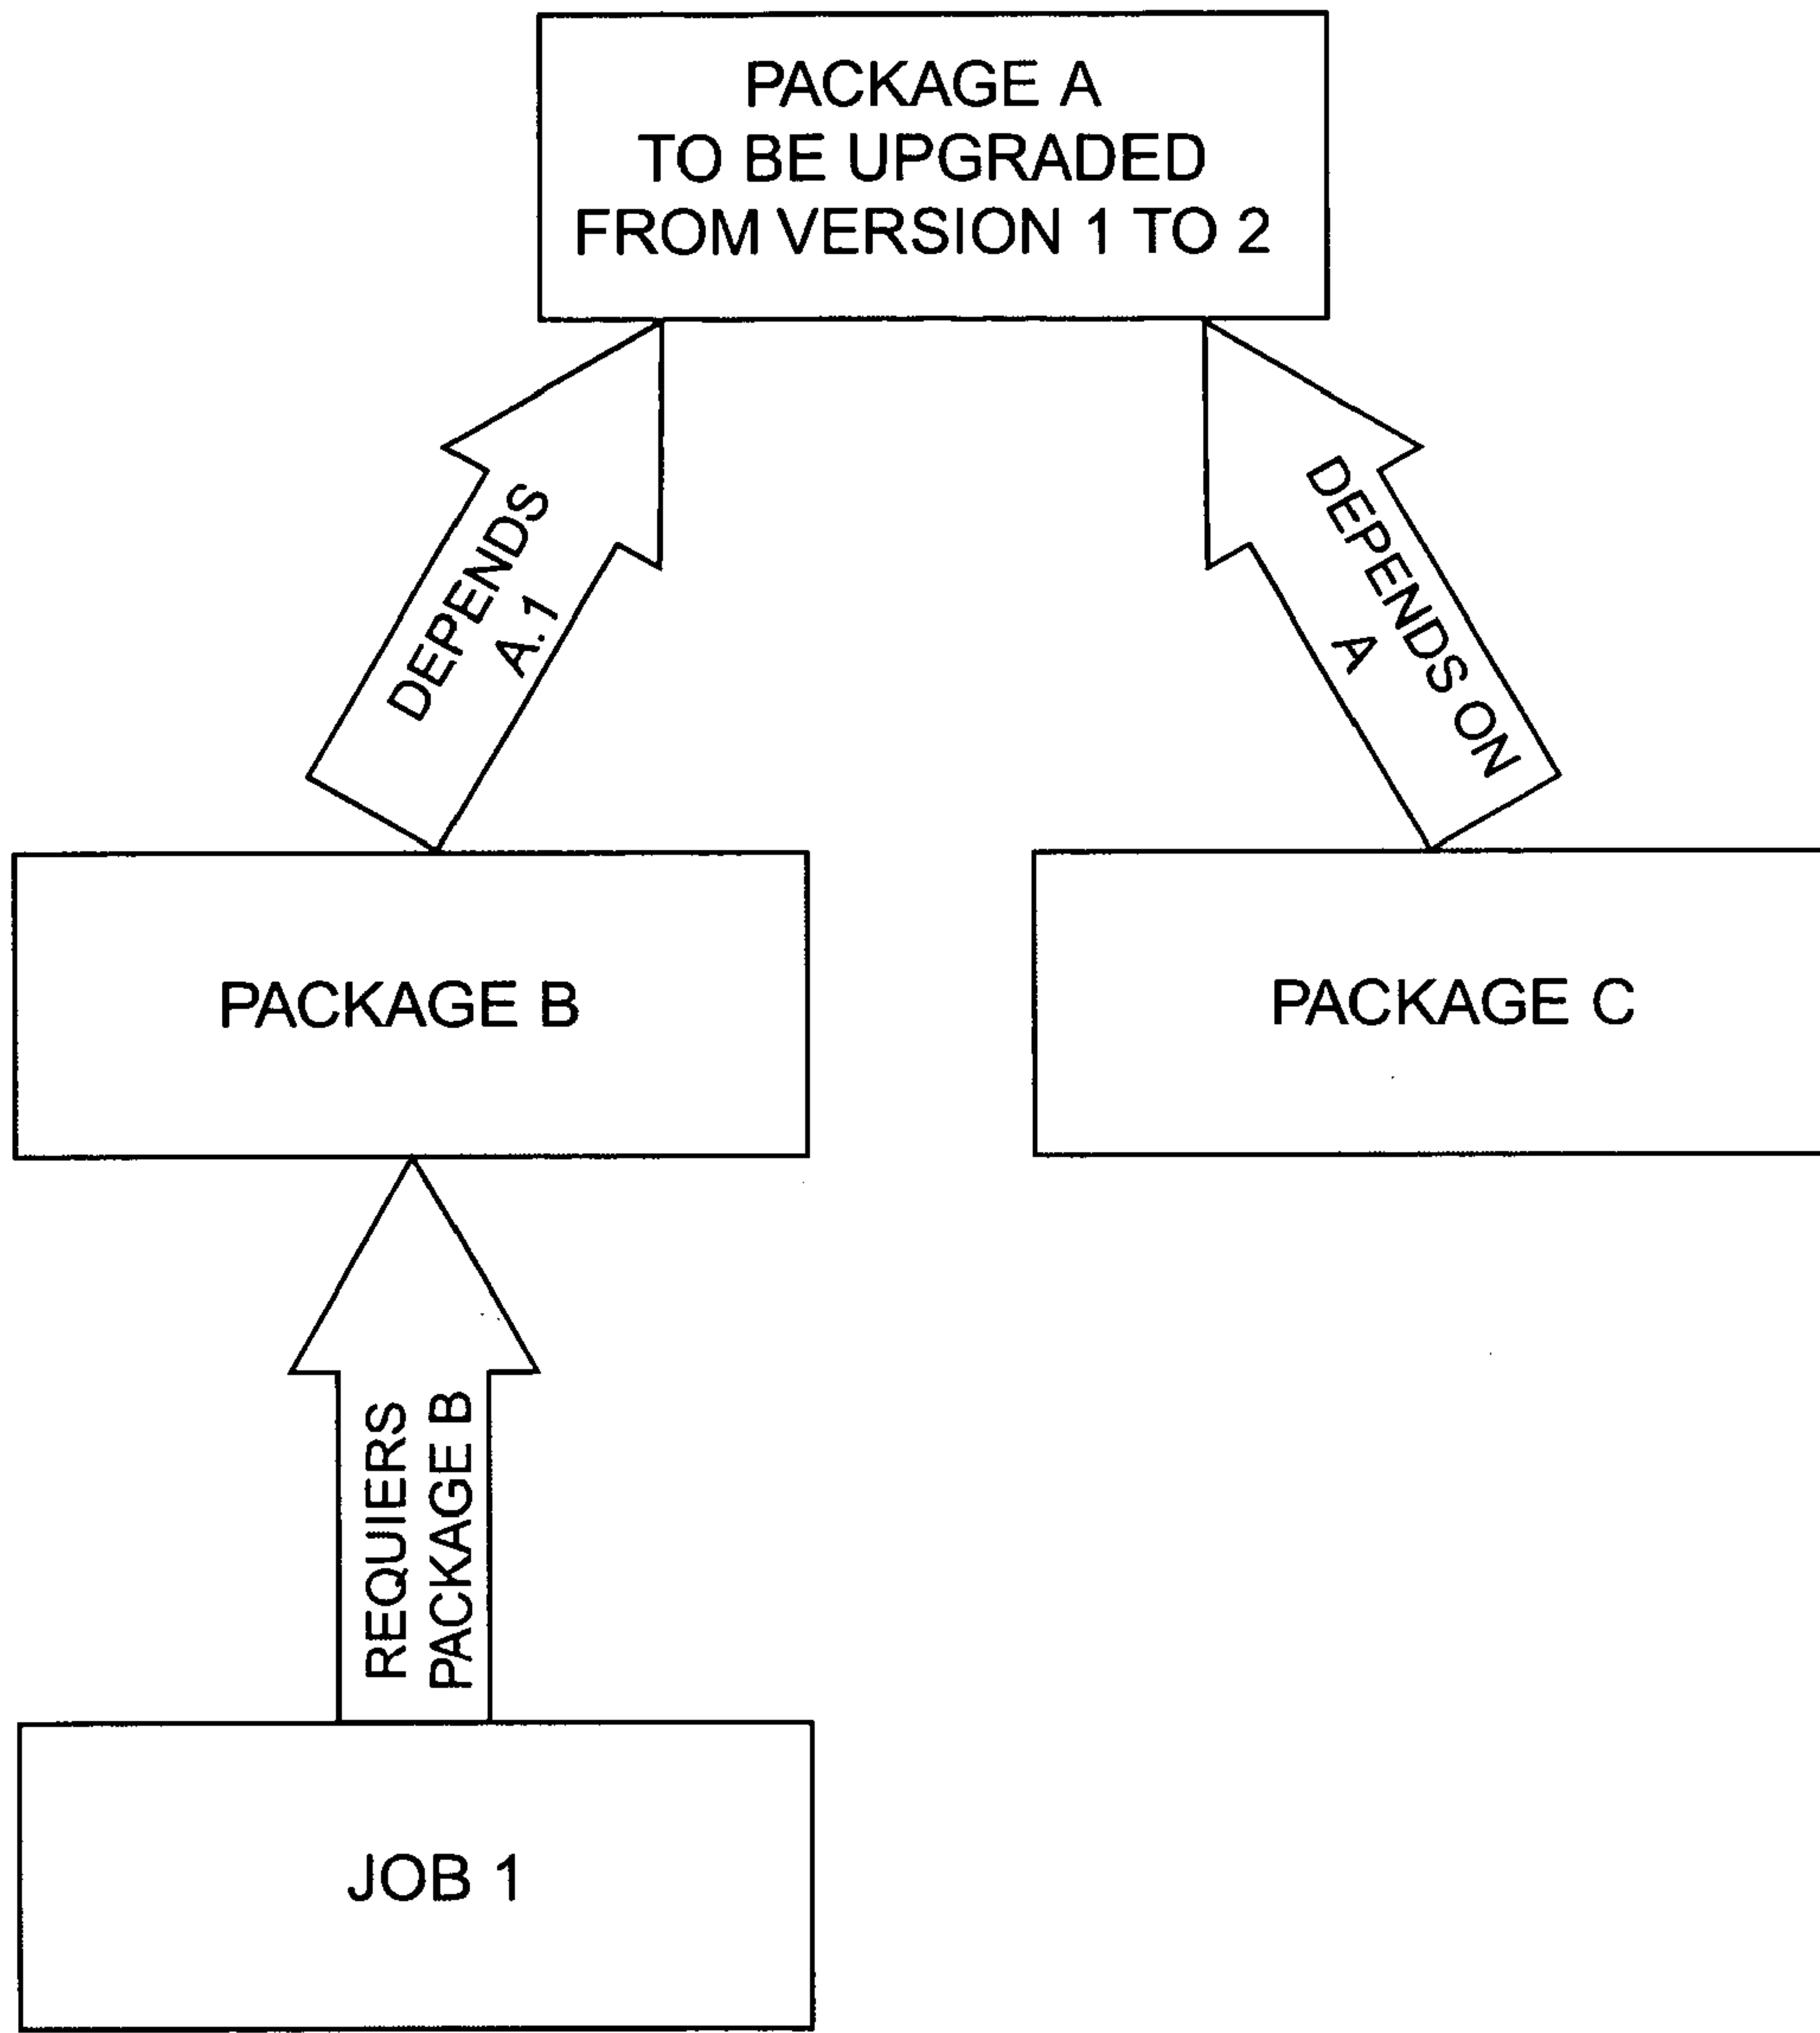 PACKAGE A
TO BE UPGRADED
FROM VERSION 1 TO 2
DEPENDS
A.1
DEPENDS ON
A
PACKAGE B
PACKAGE C
REQUIERS
PACKAGE B
JOB 1